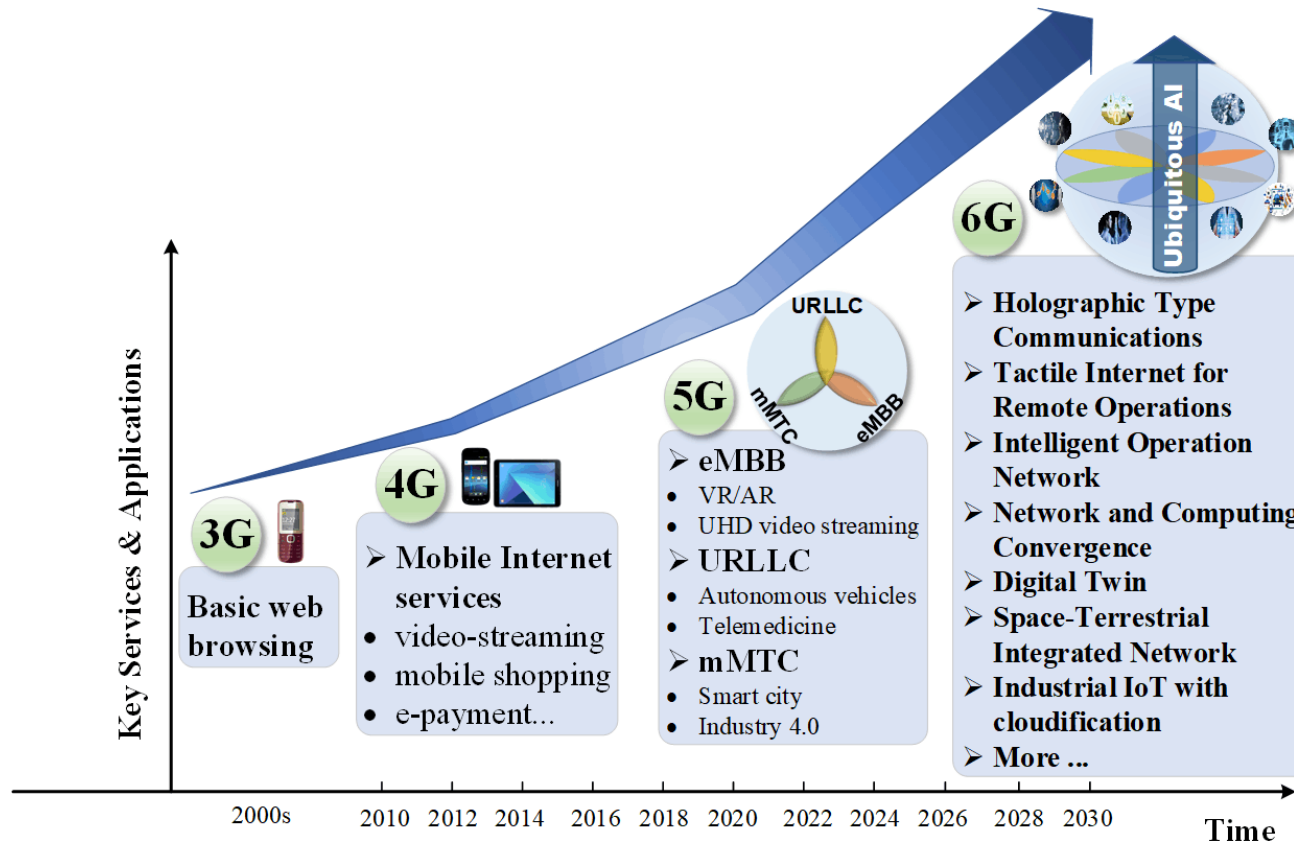 Key Services & Applications
3G
Basic web
browsing
4G
➢ Mobile Internet
services
• video-streaming
• mobile shopping
• e-payment...
5G
URLLC
mMTC
eMBB
➢ eMBB
• VR/AR
• UHD video streaming
➢ URLLC
• Autonomous vehicles
• Telemedicine
➢ mMTC
• Smart city
• Industry 4.0
6G
Ubiquitous AI
➢ Holographic Type
Communications
➢ Tactile Internet for
Remote Operations
➢ Intelligent Operation
Network
➢ Network and Computing
Convergence
➢ Digital Twin
➢ Space-Terrestrial
Integrated Network
➢ Industrial IoT with
cloudification
➢ More ...
2000s 2010 2012 2014 2016 2018 2020 2022 2024 2026 2028 2030
Time